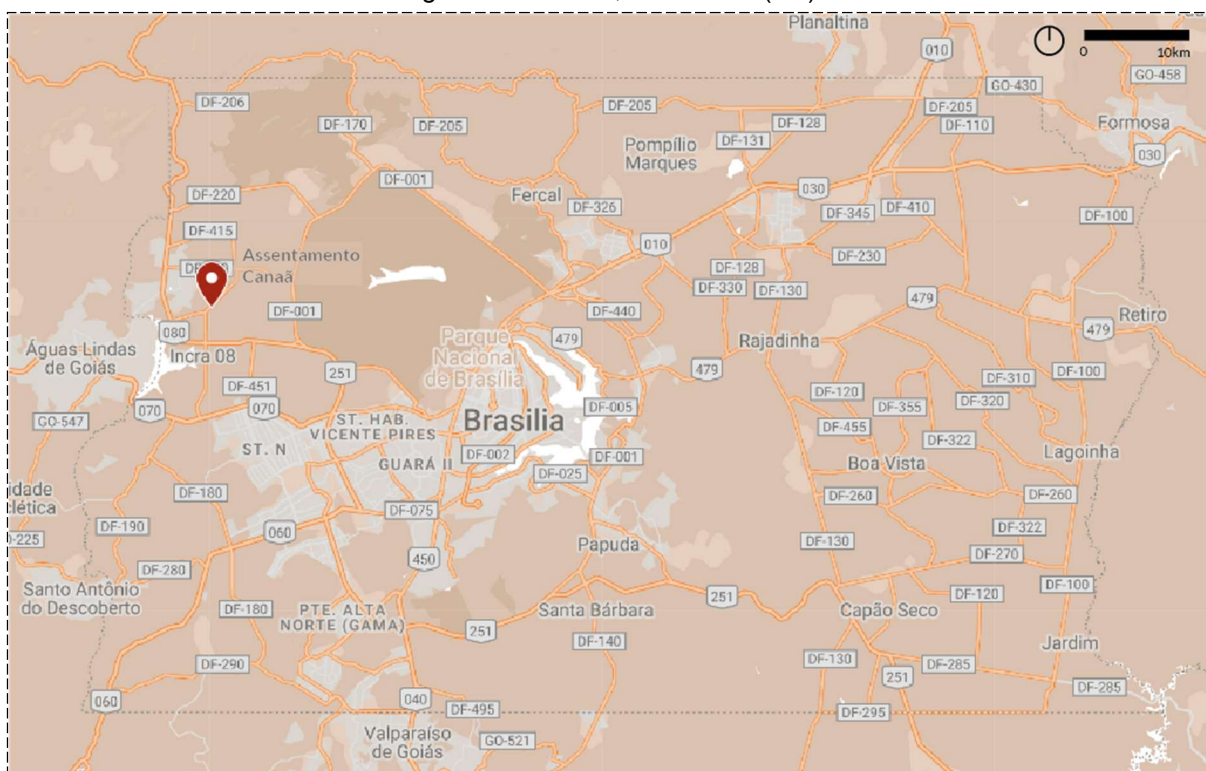 Planaltina
010
0
10km
GO-458
GO-430
DF-206
DF-205
DF-205
DF-170
DF-205
DF-128
DF-110
Formosa
DF-131
Pompílio
Marques
030
DF-001
030
DF-220
Fercal
DF-326
DF-345
DF-410
DF-100
DF-415
010
Assentamento
Canaã
DF-230
DF-128
DF-330
DF-130
479
DF-001
DF-440
Retiro
080
479
479
Parque
Nacional
de Brasília
Rajadinha
Águas Lindas
de Goiás
Incra 08
251
479
DF-100
DF-310
DF-451
DF-120
DF-320
070
070
DF-005
DF-355
GO-547
ST. HAB.
VICENTE PIRES
Brasilia
DF-455
ST. N
DF-322
DF-002
DF-001
Lagoinha
GUARÁ II
Boa Vista
DF-025
DF-180
DF-260
DF-260
DF-075
DF-190
060
DF-322
DF-130
Papuda
450
DF-270
DF-280
DF-100
Santo Antônio
do Descoberto
DF-120
251
DF-180
PTE. ALTA
NORTE (GAMA)
Santa Bárbara
Capão Seco
251
DF-140
Jardim
DF-290
DF-130
DF-285
251
DF-285
060
040
DF-495
DF-295
Valparaíso
de Goiás
GO-521